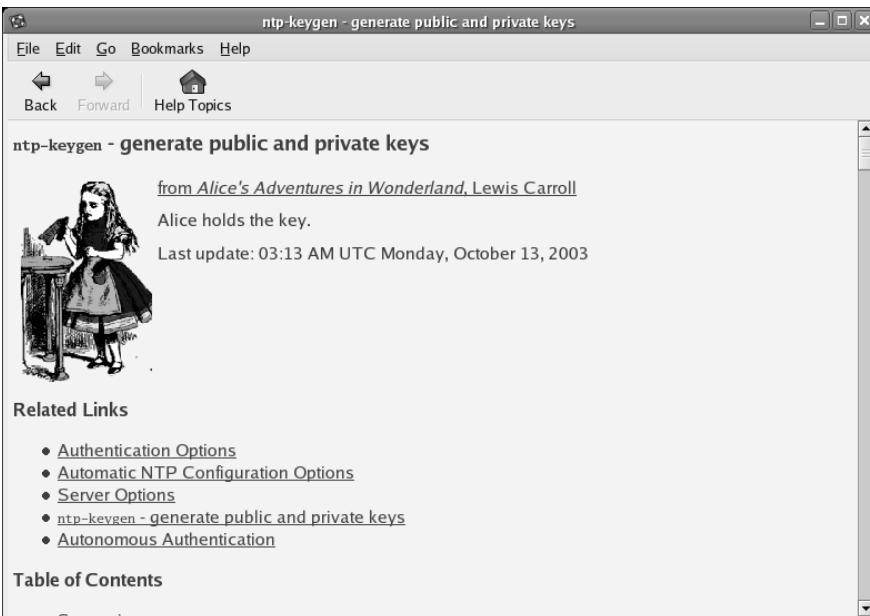 ntp-keygen - generate public and private keys
File Edit Go Bookmarks Help
Back Forward Help Topics
ntp-keygen - generate public and private keys
from Alice's Adventures in Wonderland, Lewis Carroll
Alice holds the key.
Last update: 03:13 AM UTC Monday, October 13, 2003
Related Links
Authentication Options
Automatic NTP Configuration Options
Server Options
ntp-keygen - generate public and private keys
Autonomous Authentication
Table of Contents